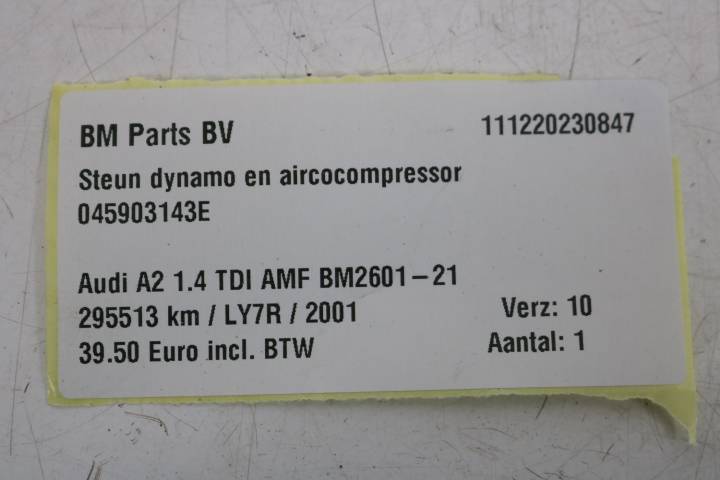 BM Parts BV 111220230847
Steun dynamo en aircocompressor
045903143E
Audi A2 1.4 TDI AMF BM2601-21
295513 km / LY7R / 2001 Verz: 10
39.50 Euro incl. BTW Aantal: 1